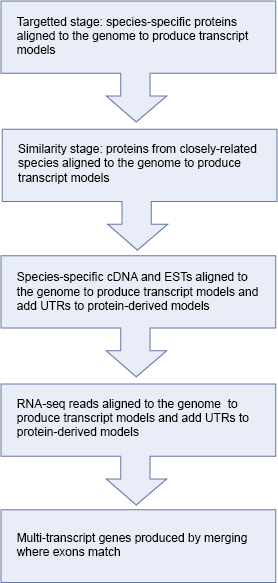 Targetted stage: species-specific proteins
aligned to the genome to produce transcript
models
Similarity stage: proteins from closely-related
species aligned to the genome to produce
transcript models
Species-specific cDNA and ESTs aligned to
the genome to produce transcript models and
add UTRs to protein-derived models
RNA-seq reads aligned to the genome to
produce transcript models and add UTRs to
protein-derived models
Multi-transcript genes produced by merging
where exons match